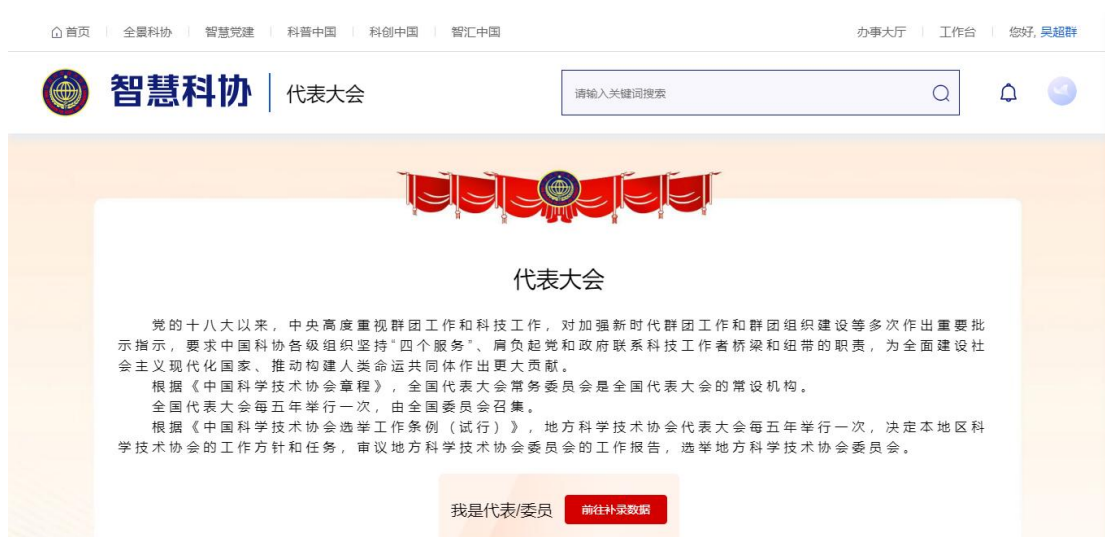 首页 全景科协 智慧党建 科普中国 科创中国 智汇中国 办事大厅 工作台 您好, 吴超群
智慧科协 代表大会 请输入关键词搜索
代表大会
党的十八大以来，中央高度重视群团工作和科技工作，对加强新时代群团工作和群团组织建设等多次作出重要批
示指示，要求中国科协各级组织坚持“四个服务”、肩负起党和政府联系科技工作者桥梁和纽带的职责，为全面建设社
会主义现代化国家、推动构建人类命运共同体作出更大贡献。
根据《中国科学技术协会章程》，全国代表大会常务委员会是全国代表大会的常设机构。
全国代表大会每五年举行一次，由全国委员会召集。
根据《中国科学技术协会选举工作条例（试行）》，地方科学技术协会代表大会每五年举行一次，决定本地区科
学技术协会的工作方针和任务，审议地方科学技术协会委员会的工作报告，选举地方科学技术协会委员会。
我是代表/委员 前往补录数据